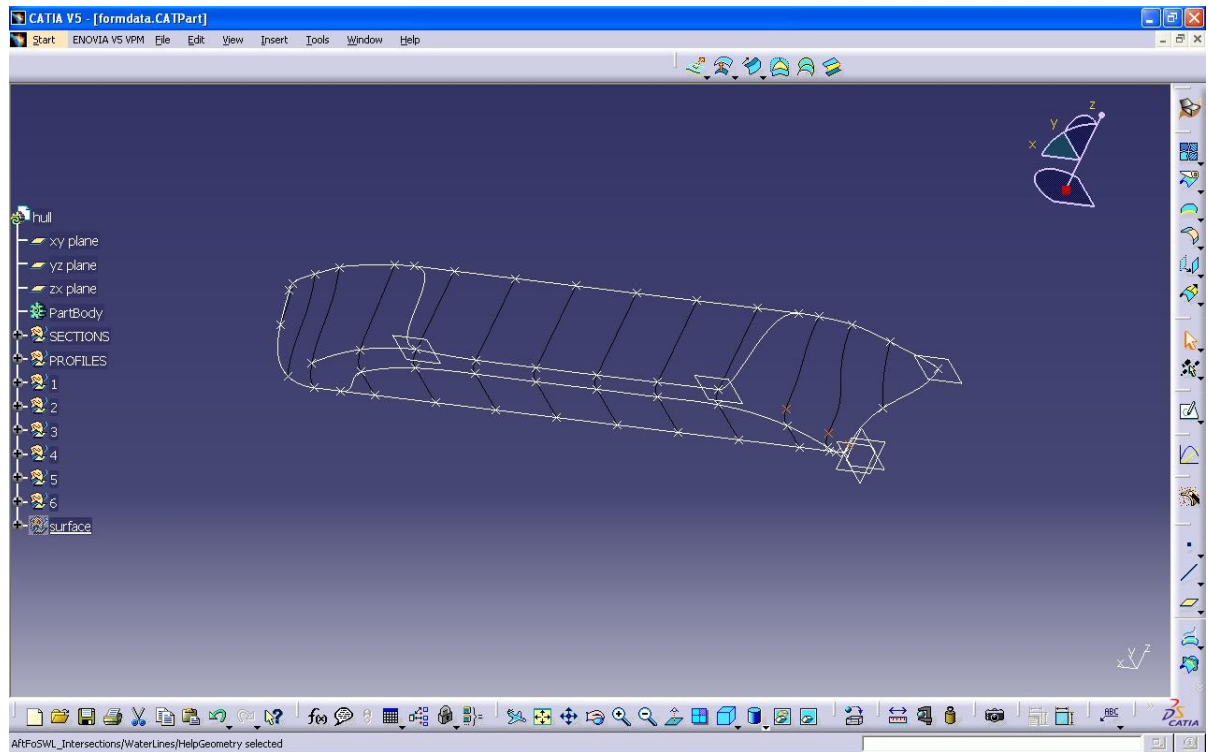 CATIA V5 - [formdata.CATPart]
Start ENOVIA V5 VPM File Edit View Insert Tools Window Help
z
y
x
hull
xy plane
yz plane
zx plane
PartBody
SECTIONS
PROFILES
1
2
3
4
5
6
surface
x y z
f(x)
ABC
CATIA
AftFoSWL_Intersections/WaterLines/HelpGeometry selected